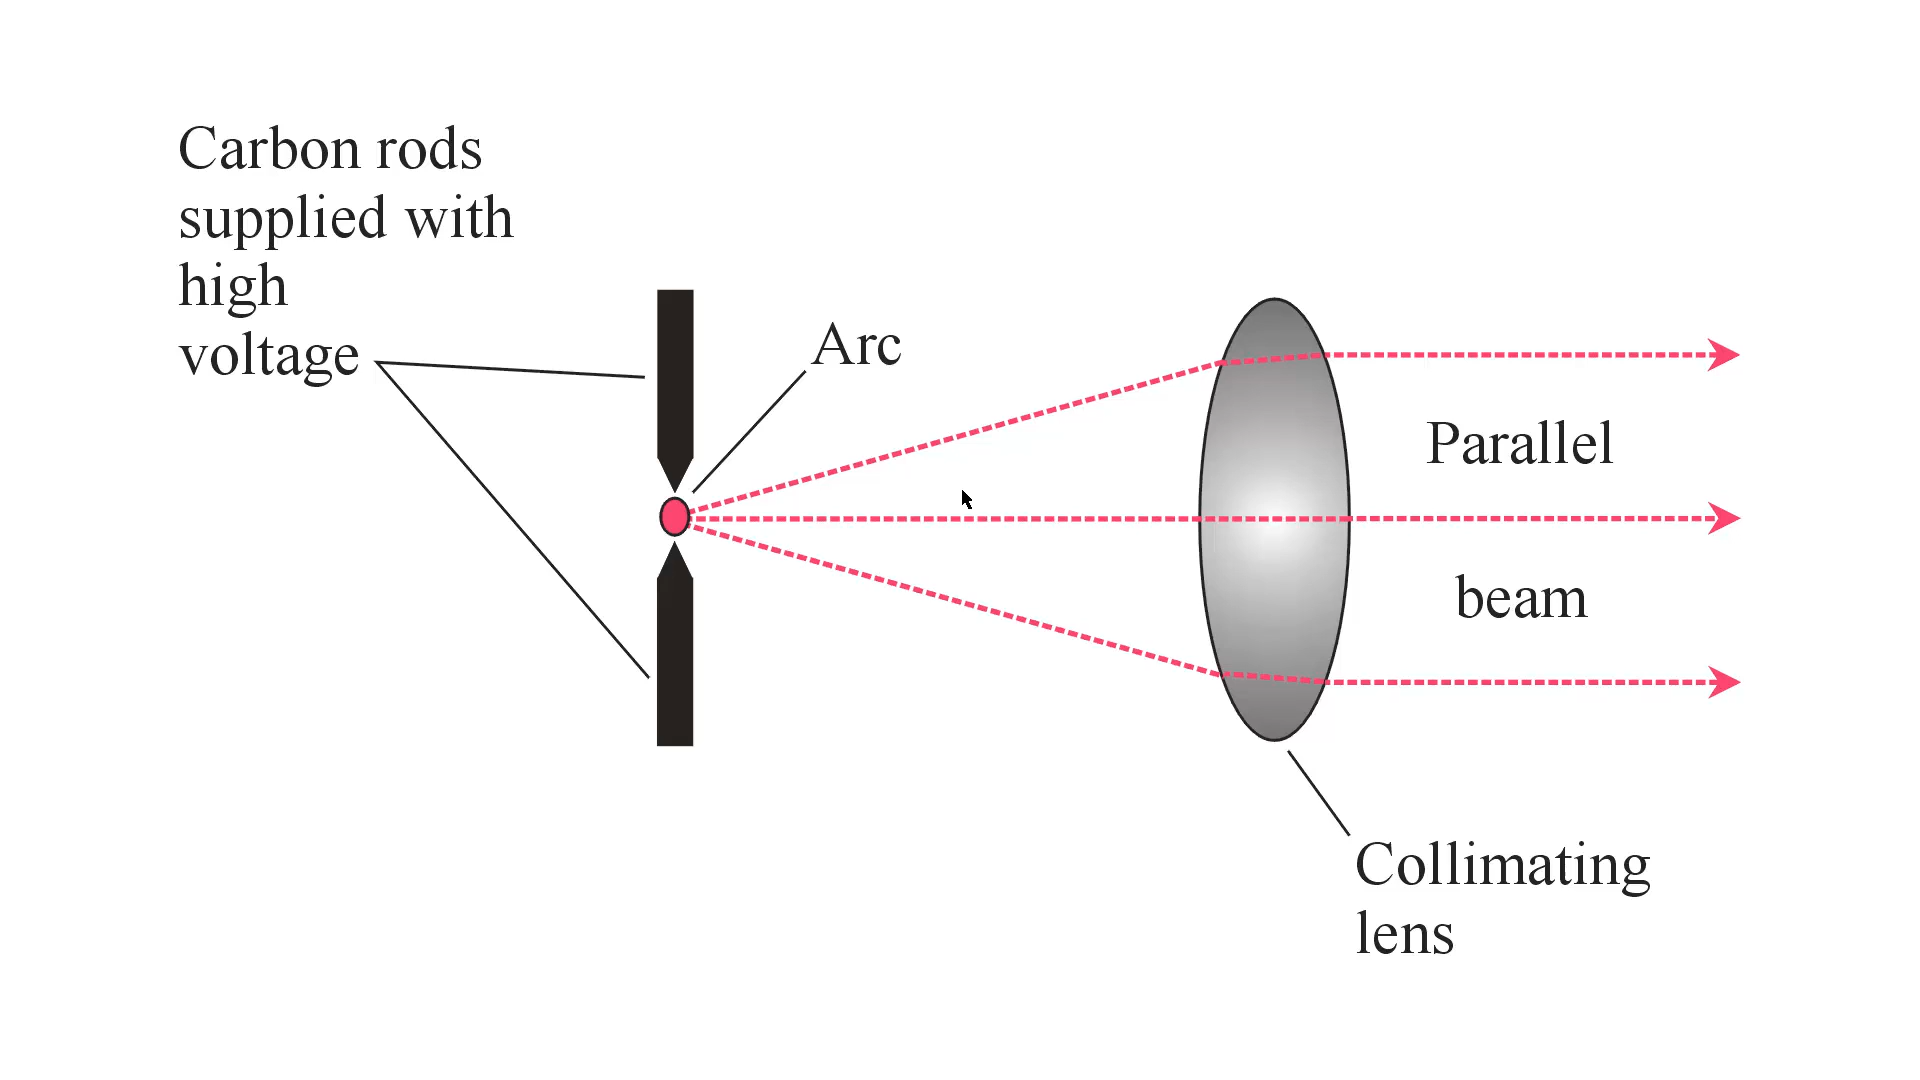 Carbon rods
supplied with
high
voltage
Arc
Parallel
beam
Collimating
lens